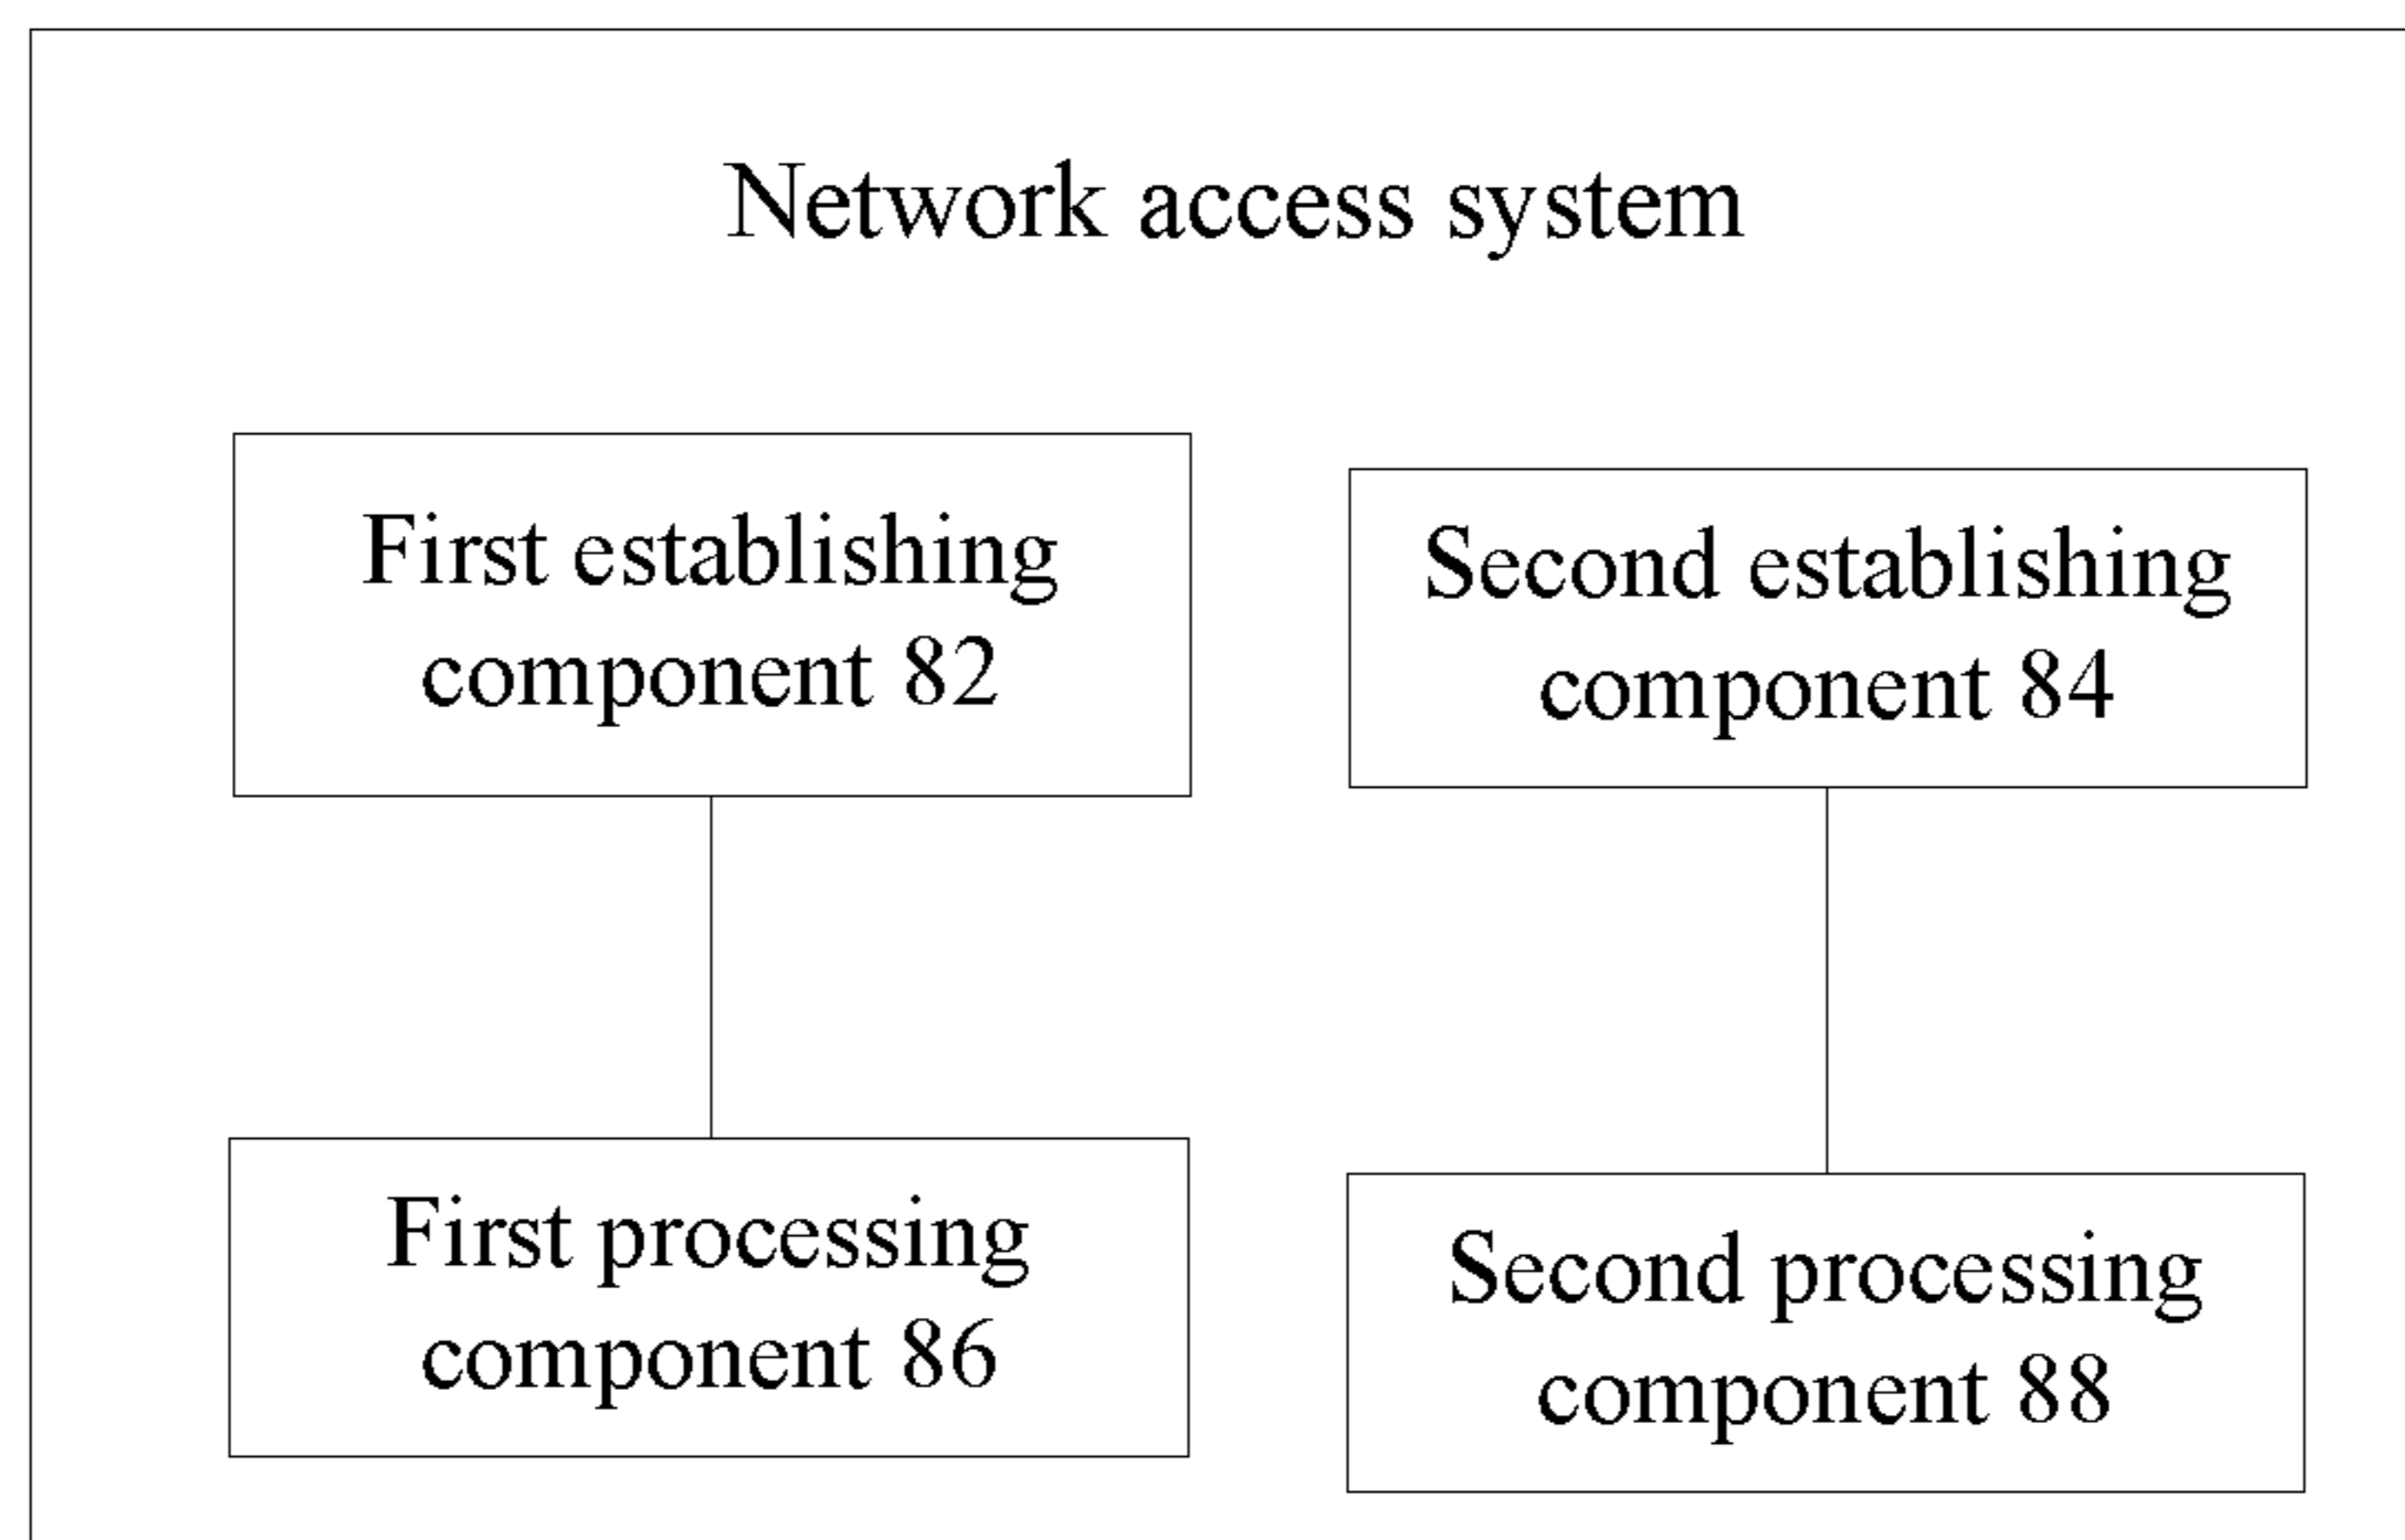 Network access system
First establishing
component 82
Second establishing
component 84
First processing
component 86
Second processing
component 88